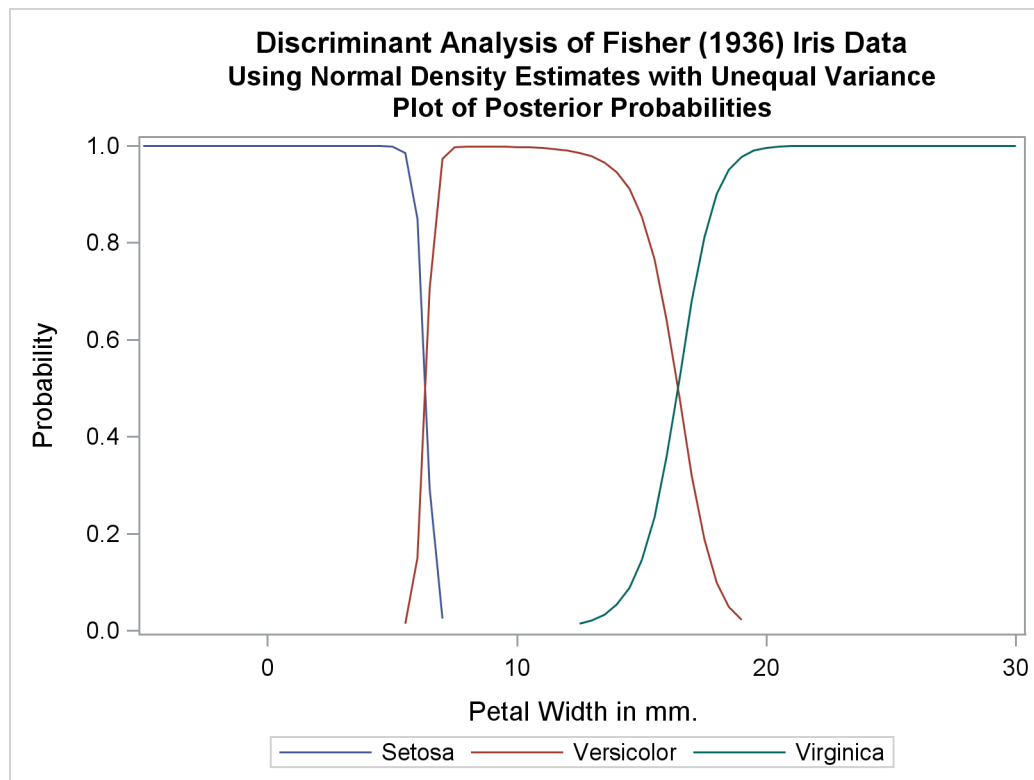 Discriminant Analysis of Fisher (1936) Iris Data
Using Normal Density Estimates with Unequal Variance
Plot of Posterior Probabilities
1.0
0.8
0.6
0.4
0.2
0.0
Probability
0 10 20 30
Petal Width in mm.
Setosa Versicolor Virginica